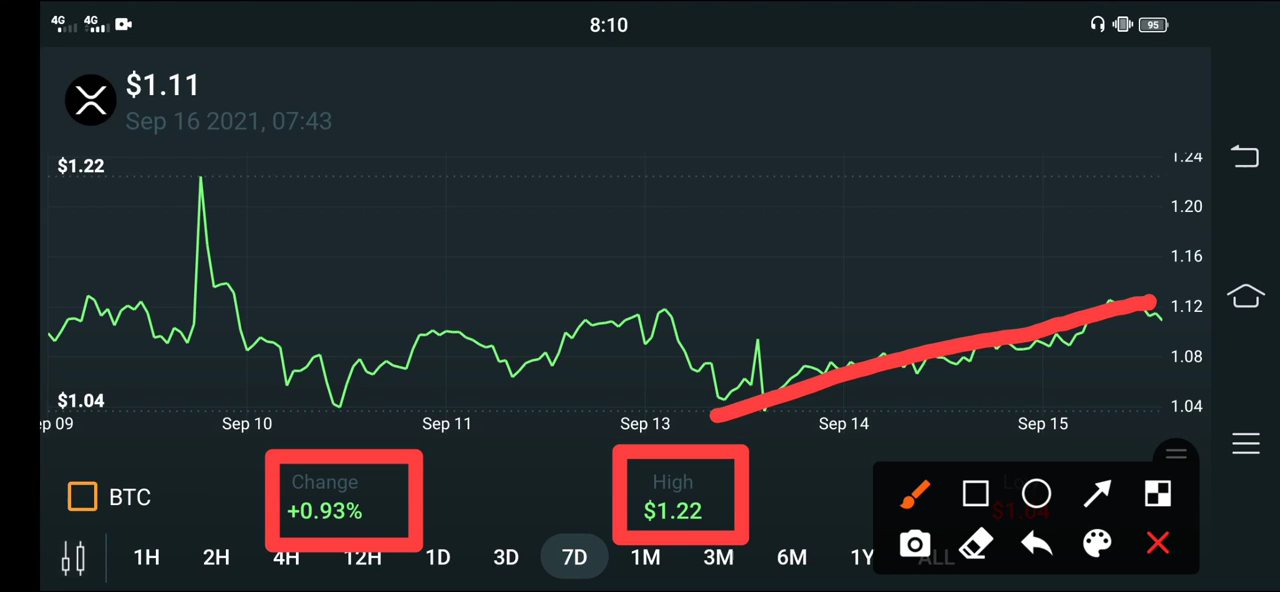 4G 4G 8:10 95
$1.11
Sep 16 2021, 07:43
$1.22
1.24
1.20
1.16
1.12
1.08
$1.04
1.04
p 09 Sep 10 Sep 11 Sep 13 Sep 14 Sep 15
BTC
Change
+0.93%
High
$1.22
1H 2H 4H 12H 1D 3D 7D 1M 3M 6M 1Y ALL